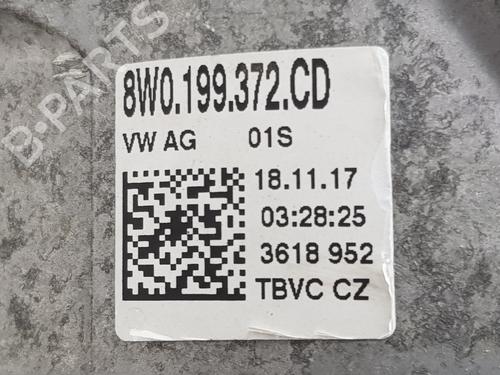 B-PARTS
8W0.199.372.CD
VW AG 01S
18.11.17
03:28:25
3618 952
TBVC CZ